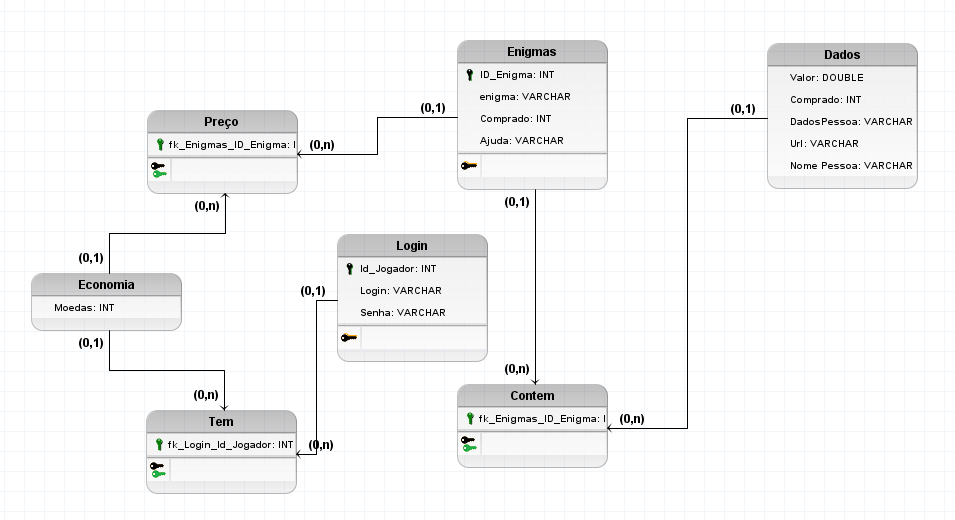 Enigmas
ID_Enigma: INT
enigma: VARCHAR
Comprado: INT
Ajuda: VARCHAR
Dados
Valor: DOUBLE
Comprado: INT
DadosPessoa: VARCHAR
Url: VARCHAR
Nome Pessoa: VARCHAR
(0,1)
(0,1)
Preço
fk_Enigmas_ID_Enigma: I
(0,n)
(0,n)
(0,1)
(0,1)
Economia
Moedas: INT
(0,1)
Login
Id_Jogador: INT
Login: VARCHAR
Senha: VARCHAR
(0,1)
(0,n)
(0,n)
Tem
fk_Login_Id_Jogador: INT
(0,n)
Contem
fk_Enigmas_ID_Enigma: I
(0,n)